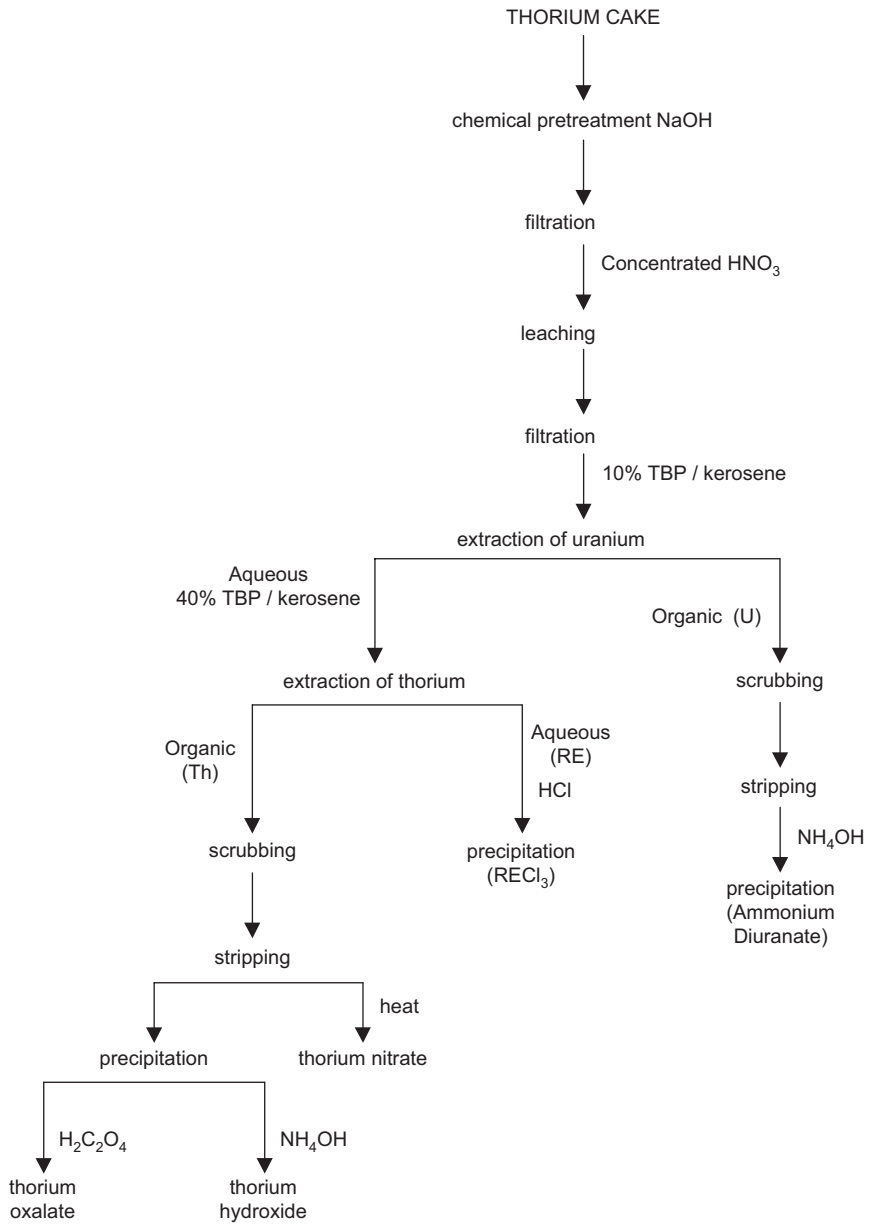 THORIUM CAKE
chemical pretreatment NaOH
filtration
Concentrated HNO₃
leaching
filtration
10% TBP / kerosene
extraction of uranium
Aqueous
40% TBP / kerosene
Organic (U)
extraction of thorium
scrubbing
Organic
(Th)
Aqueous
(RE)
HCl
stripping
scrubbing
precipitation
(RECl₃)
NH₄OH
precipitation
(Ammonium
Diuranate)
stripping
heat
precipitation
thorium nitrate
H₂C₂O₄
NH₄OH
thorium
oxalate
thorium
hydroxide